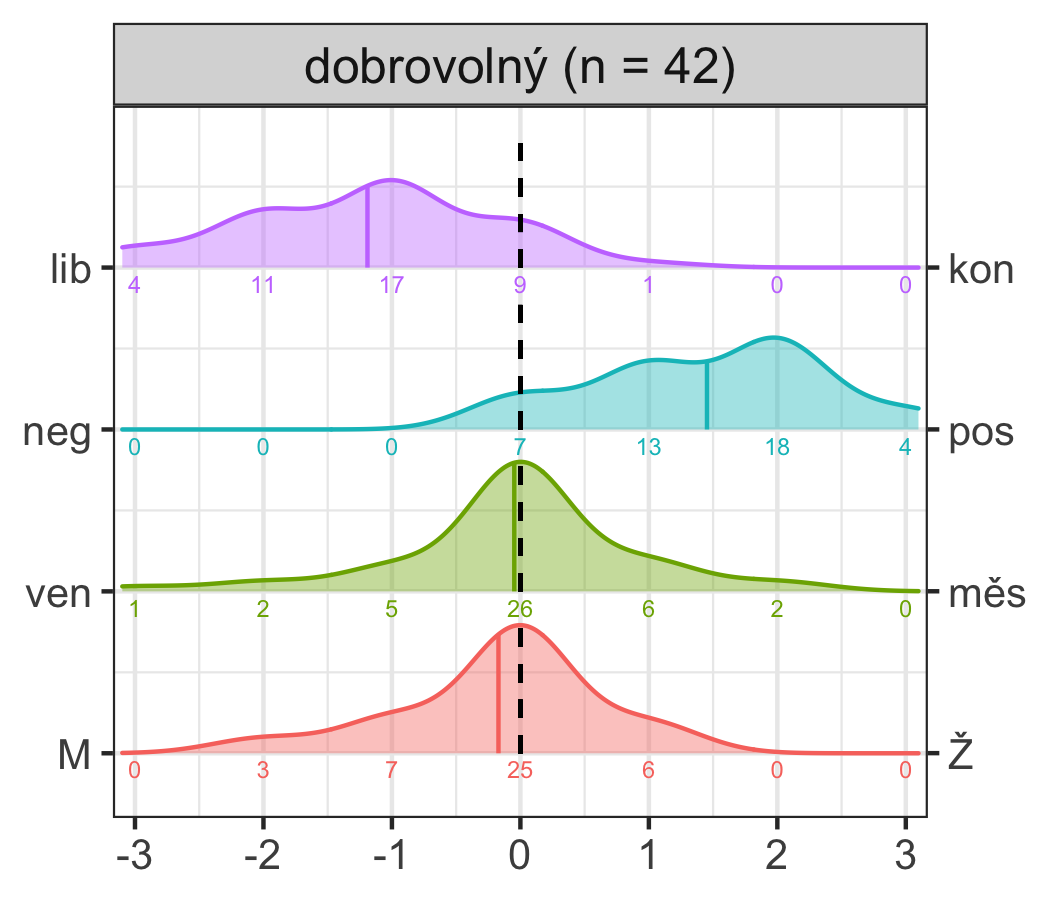 dobrovolný (n = 42)
lib kon
4 11 17 9 1 0 0
neg pos
0 0 0 7 13 18 4
ven měs
1 2 5 26 6 2 0
M Ž
0 3 7 25 6 0 0
-3 -2 -1 0 1 2 3